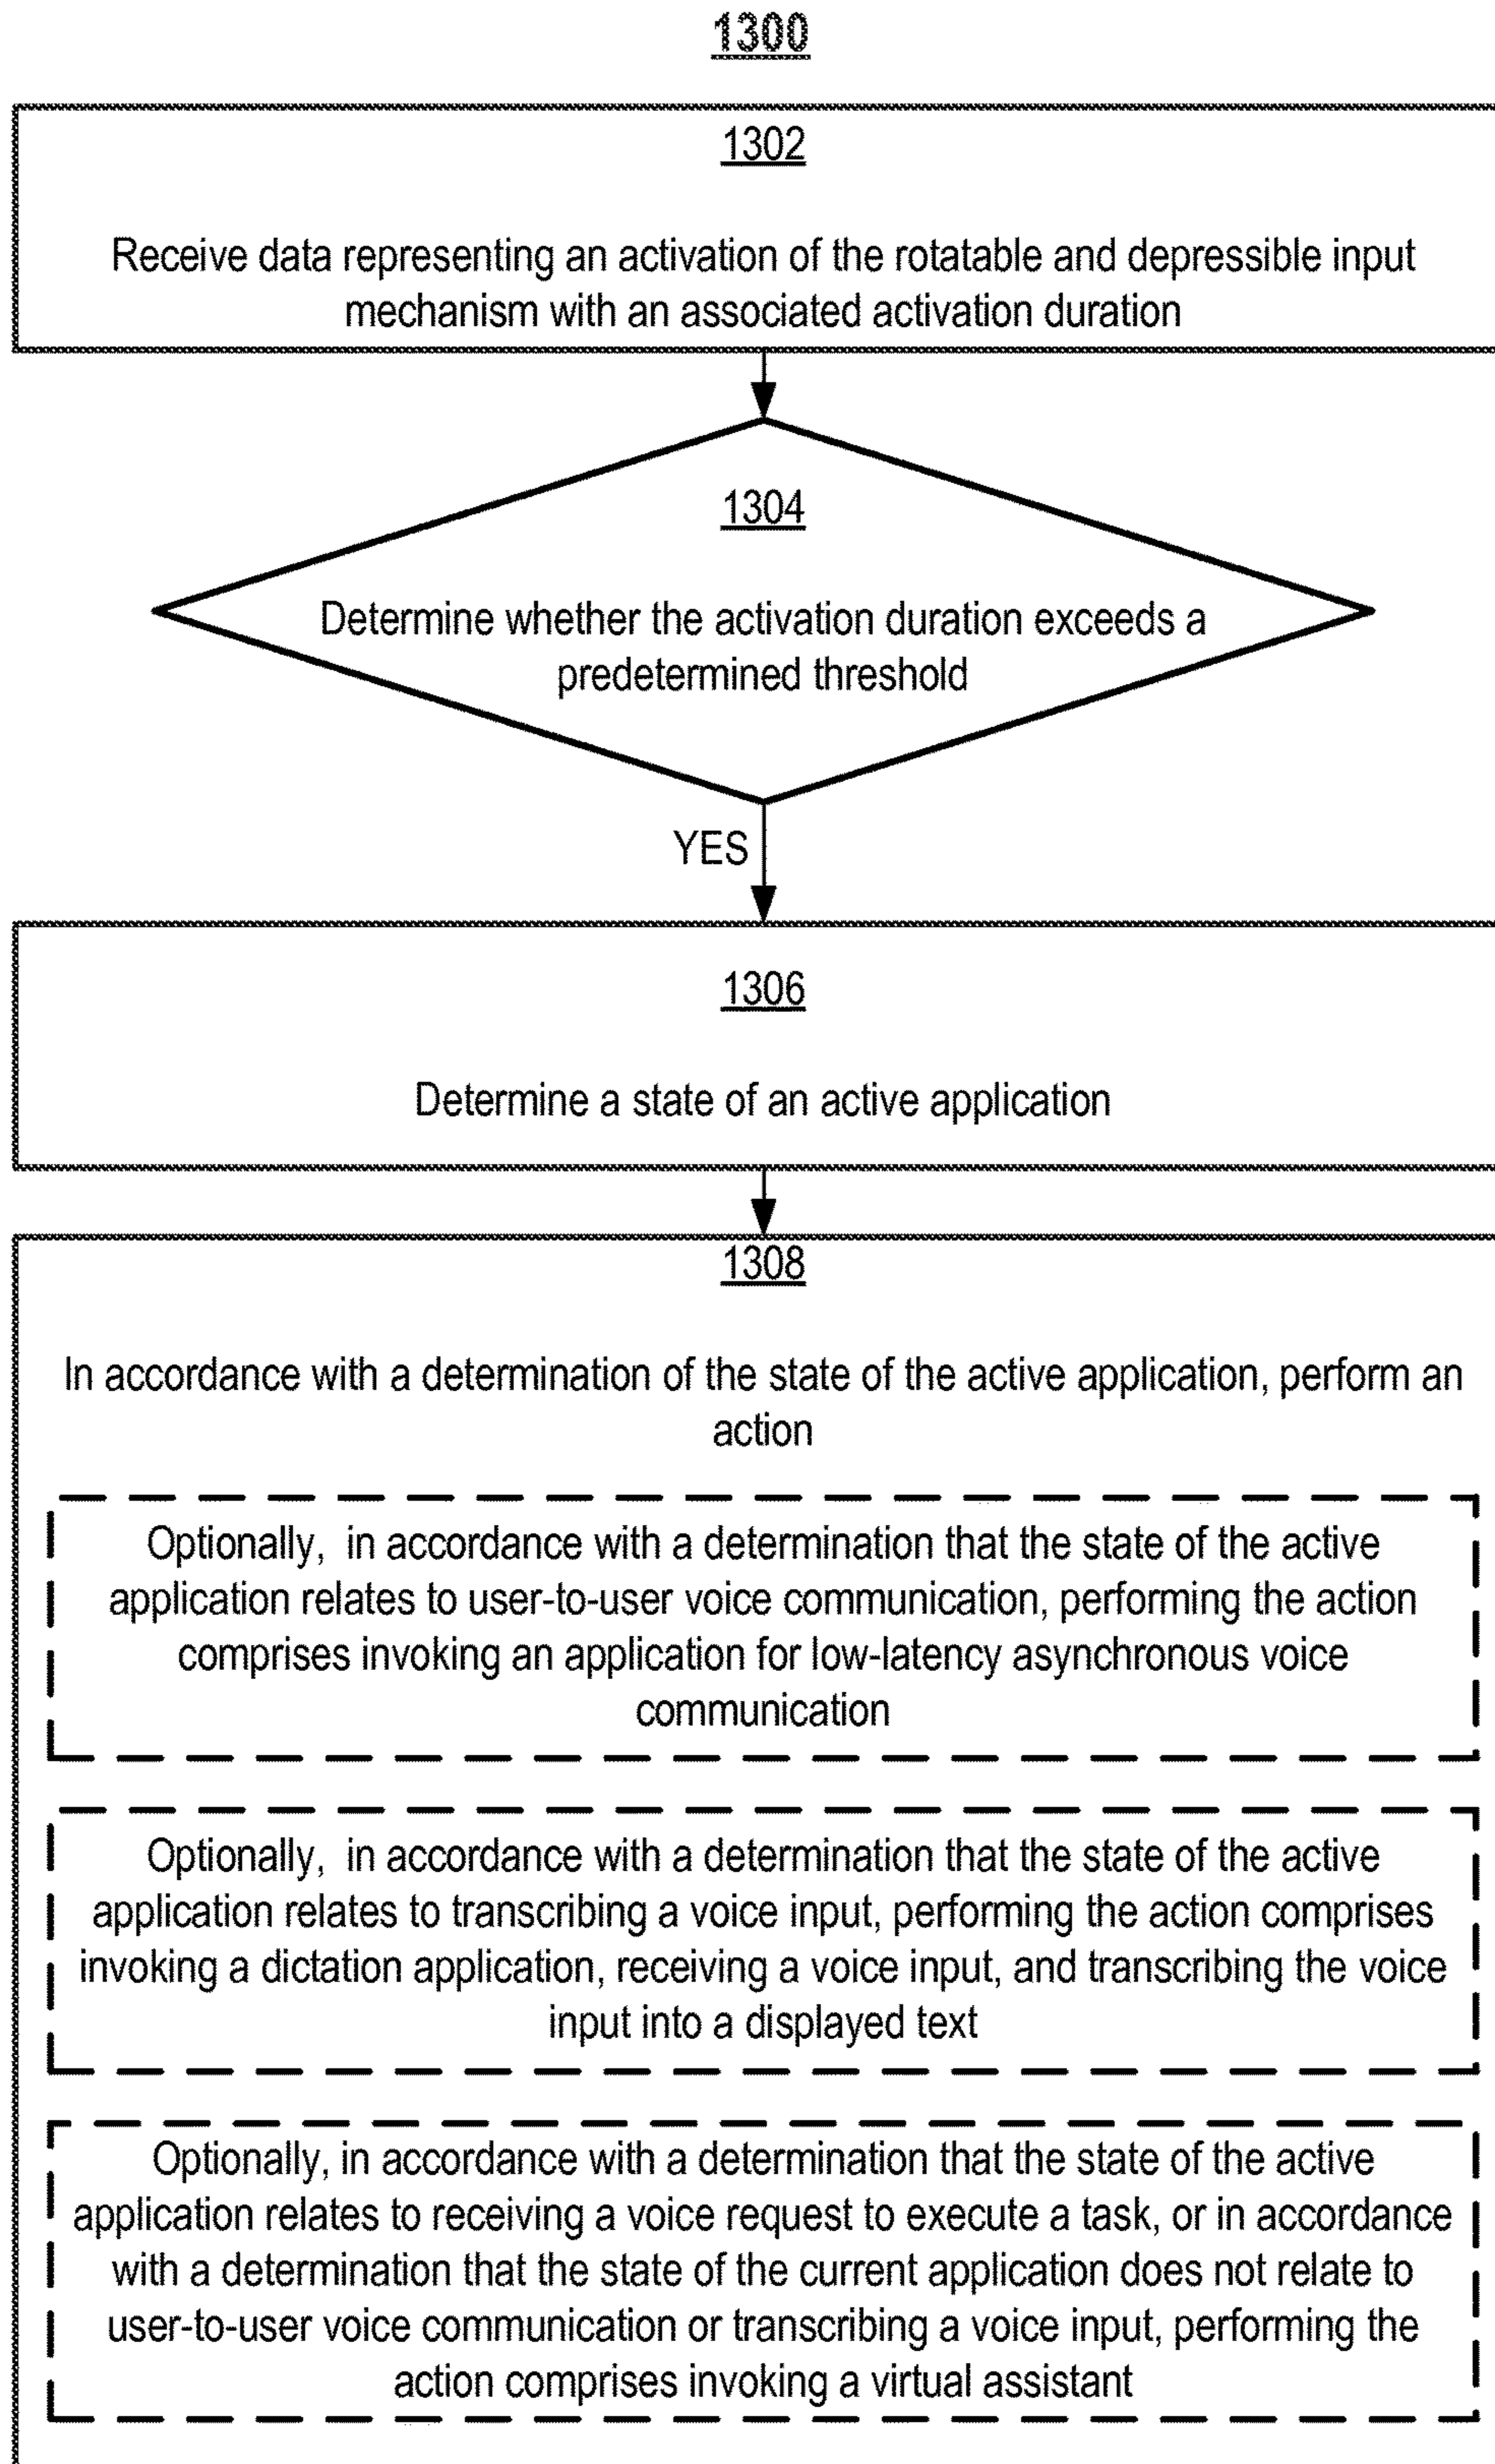 1300
1302
Receive data representing an activation of the rotatable and depressible input
mechanism with an associated activation duration
1304
Determine whether the activation duration exceeds a
predetermined threshold
YES
1306
Determine a state of an active application
1308
In accordance with a determination of the state of the active application, perform an
action
Optionally, in accordance with a determination that the state of the active
application relates to user-to-user voice communication, performing the action
comprises invoking an application for low-latency asynchronous voice
communication
Optionally, in accordance with a determination that the state of the active
application relates to transcribing a voice input, performing the action comprises
invoking a dictation application, receiving a voice input, and transcribing the voice
input into a displayed text
Optionally, in accordance with a determination that the state of the active
application relates to receiving a voice request to execute a task, or in accordance
with a determination that the state of the current application does not relate to
user-to-user voice communication or transcribing a voice input, performing the
action comprises invoking a virtual assistant